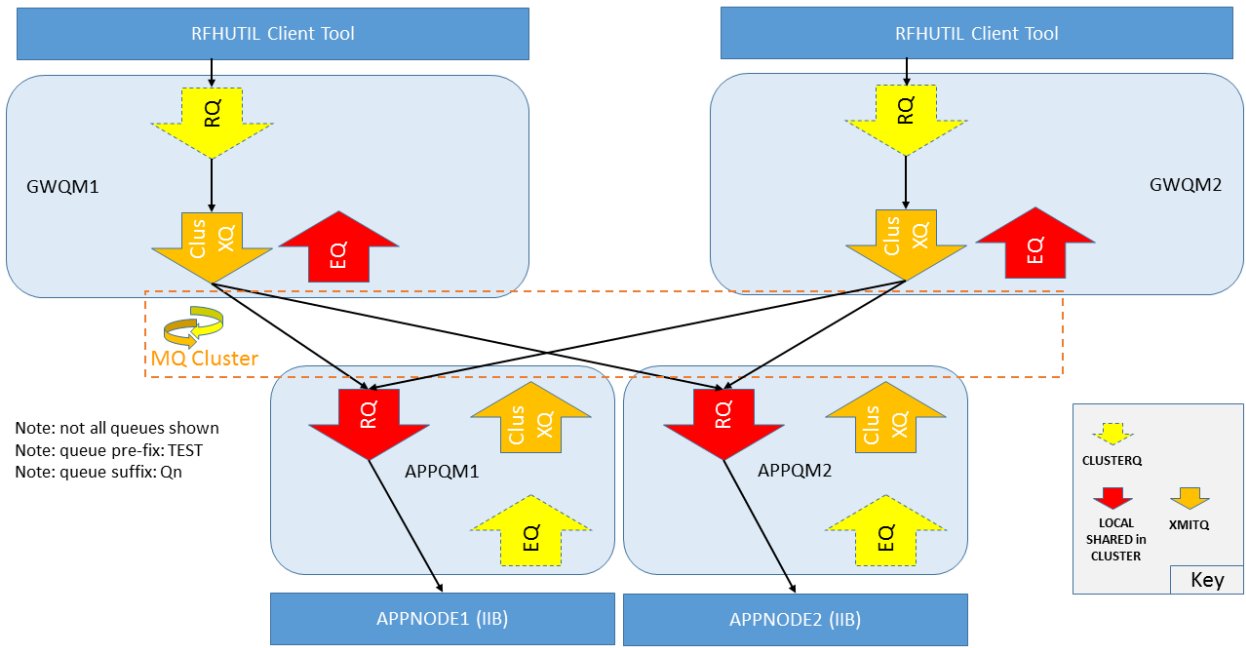 RFHUTIL Client Tool
RFHUTIL Client Tool
RQ
RQ
GWQM1
GWQM2
Clus
XQ
EQ
Clus
XQ
EQ
MQ Cluster
RQ
Clus
XQ
RQ
Clus
XQ
Note: not all queues shown
Note: queue pre-fix: TEST
Note: queue suffix: Qn
APPQM1
APPQM2
EQ
EQ
CLUSTERQ
LOCAL
SHARED in
CLUSTER
XMITQ
Key
APPNODE1 (IIB)
APPNODE2 (IIB)